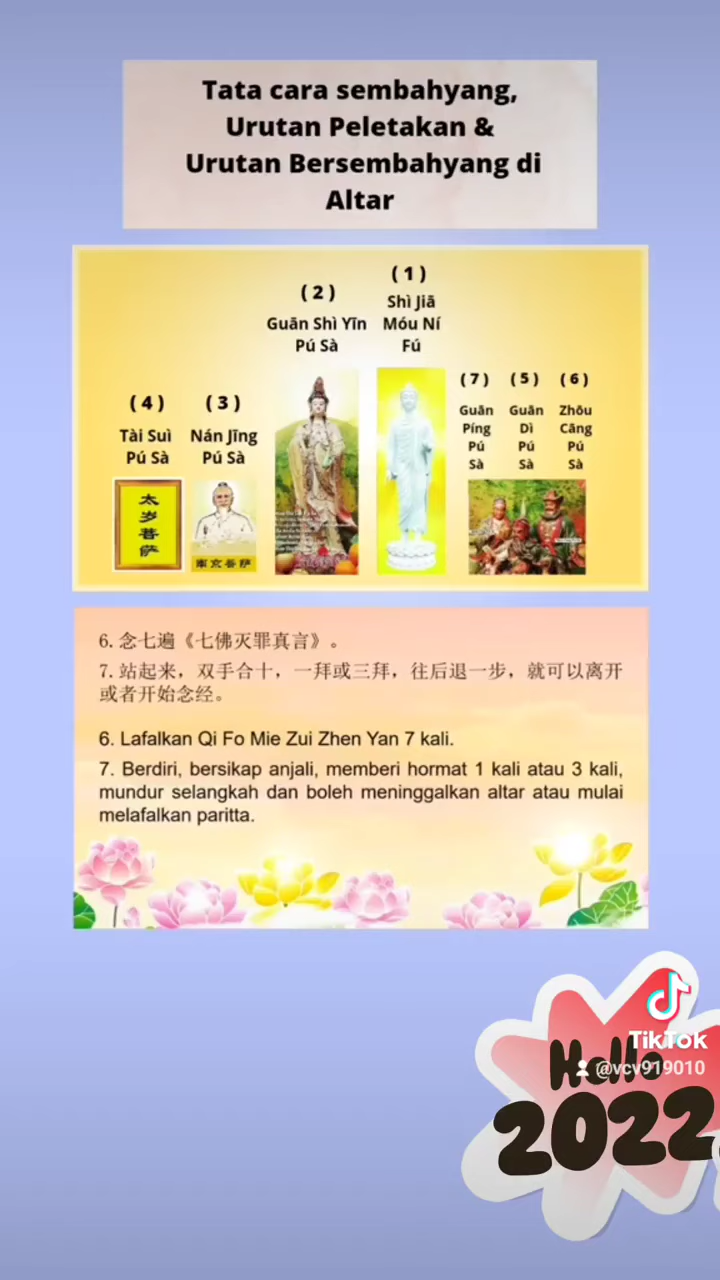 Tata cara sembahyang,
Urutan Peletakan &
Urutan Bersembahyang di
Altar
( 1 )
Shì Jiā
Móu Ní
Fú
( 2 )
Guān Shì Yīn
Pú Sà
( 7 )
Guān
Píng
Pú
Sà
( 5 )
Guān
Dì
Pú
Sà
( 6 )
Zhōu
Cāng
Pú
Sà
( 4 )
Tài Suì
Pú Sà
( 3 )
Nán Jīng
Pú Sà
太
岁
菩
萨
南京菩萨
6. 念七遍《七佛灭罪真言》。
7. 站起来，双手合十，一拜或三拜，往后退一步，就可以离开
或者开始念经。
6. Lafalkan Qi Fo Mie Zui Zhen Yan 7 kali.
7. Berdiri, bersikap anjali, memberi hormat 1 kali atau 3 kali,
mundur selangkah dan boleh meninggalkan altar atau mulai
melafalkan paritta.
TikTok
@vcv919010
Hello
2022